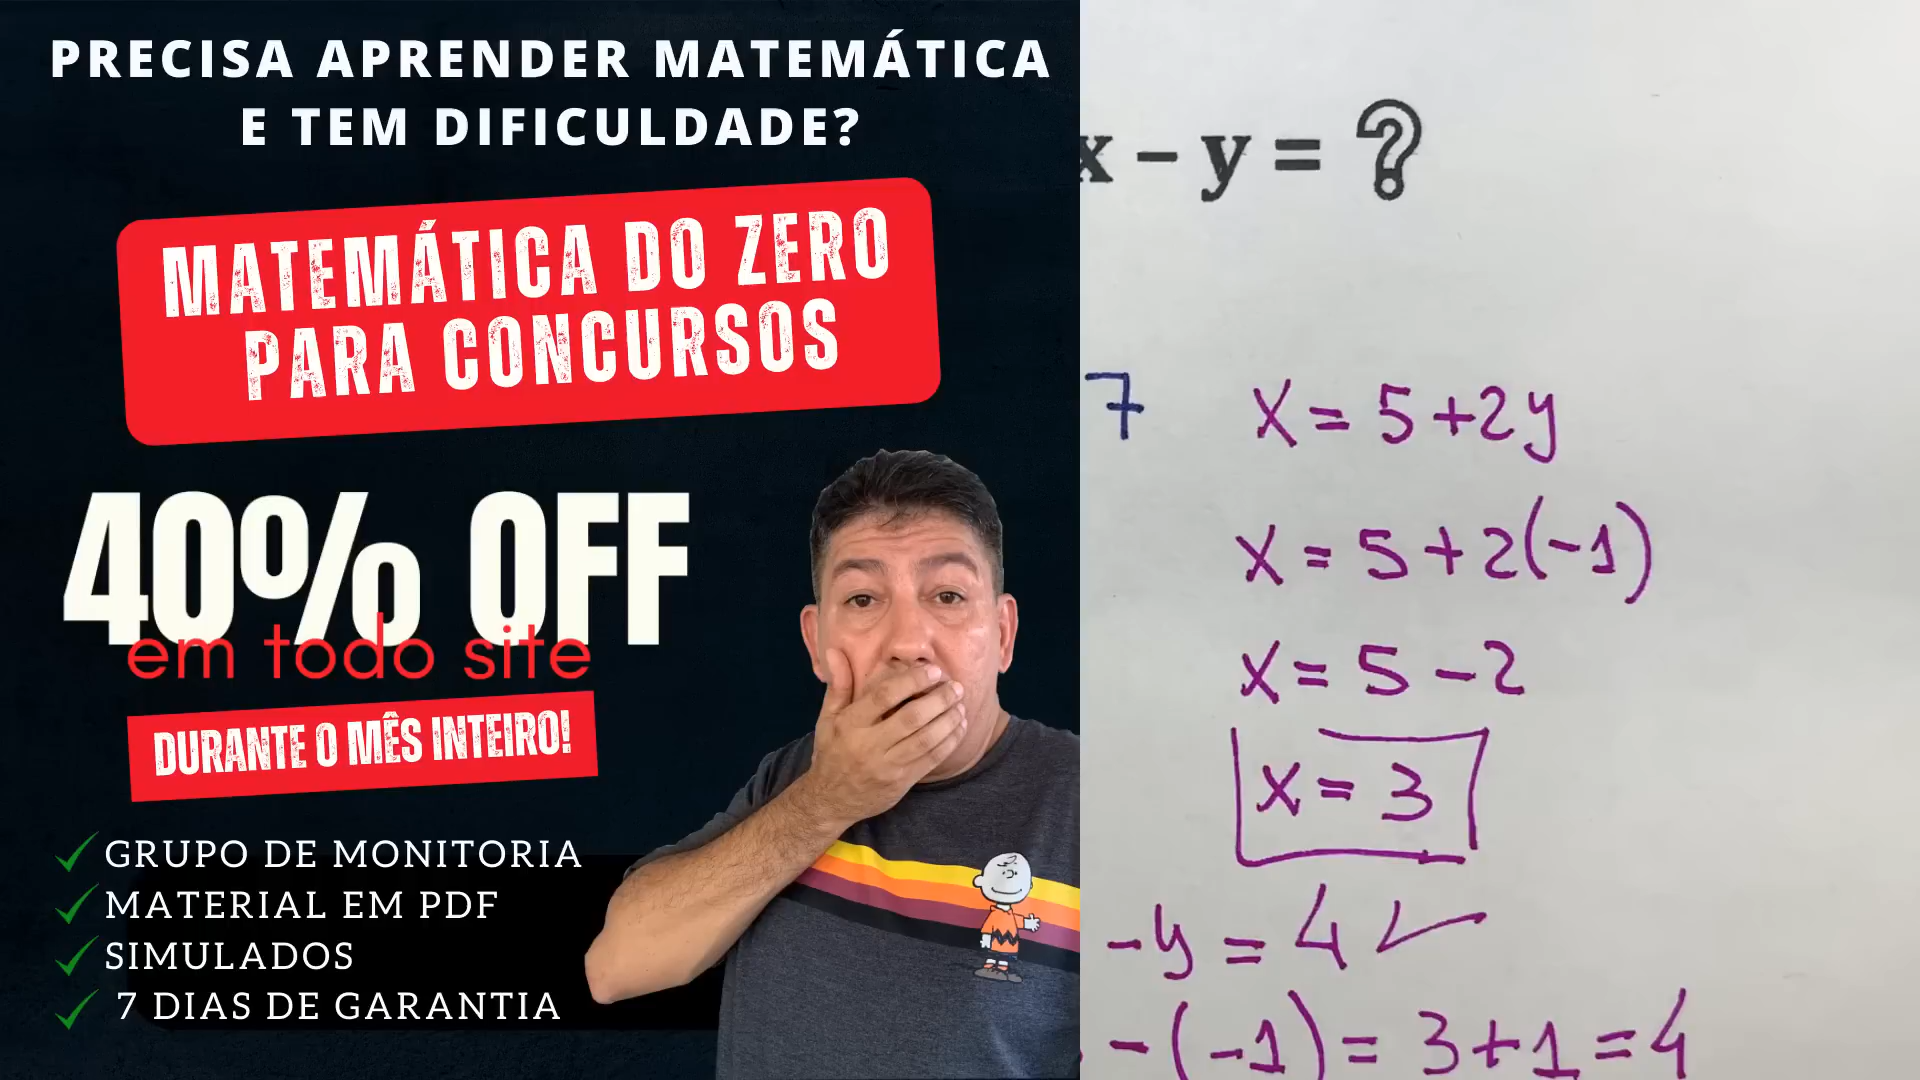 PRECISA APRENDER MATEMÁTICA
E TEM DIFICULDADE?
MATEMÁTICA DO ZERO
PARA CONCURSOS
40% OFF
em todo site
DURANTE O MÊS INTEIRO!
GRUPO DE MONITORIA
MATERIAL EM PDF
SIMULADOS
7 DIAS DE GARANTIA
x – y = ?
7
x = 5 + 2y
x = 5 + 2(-1)
x = 5 - 2
x = 3
-y = 4
-(-1) = 3+1 = 4